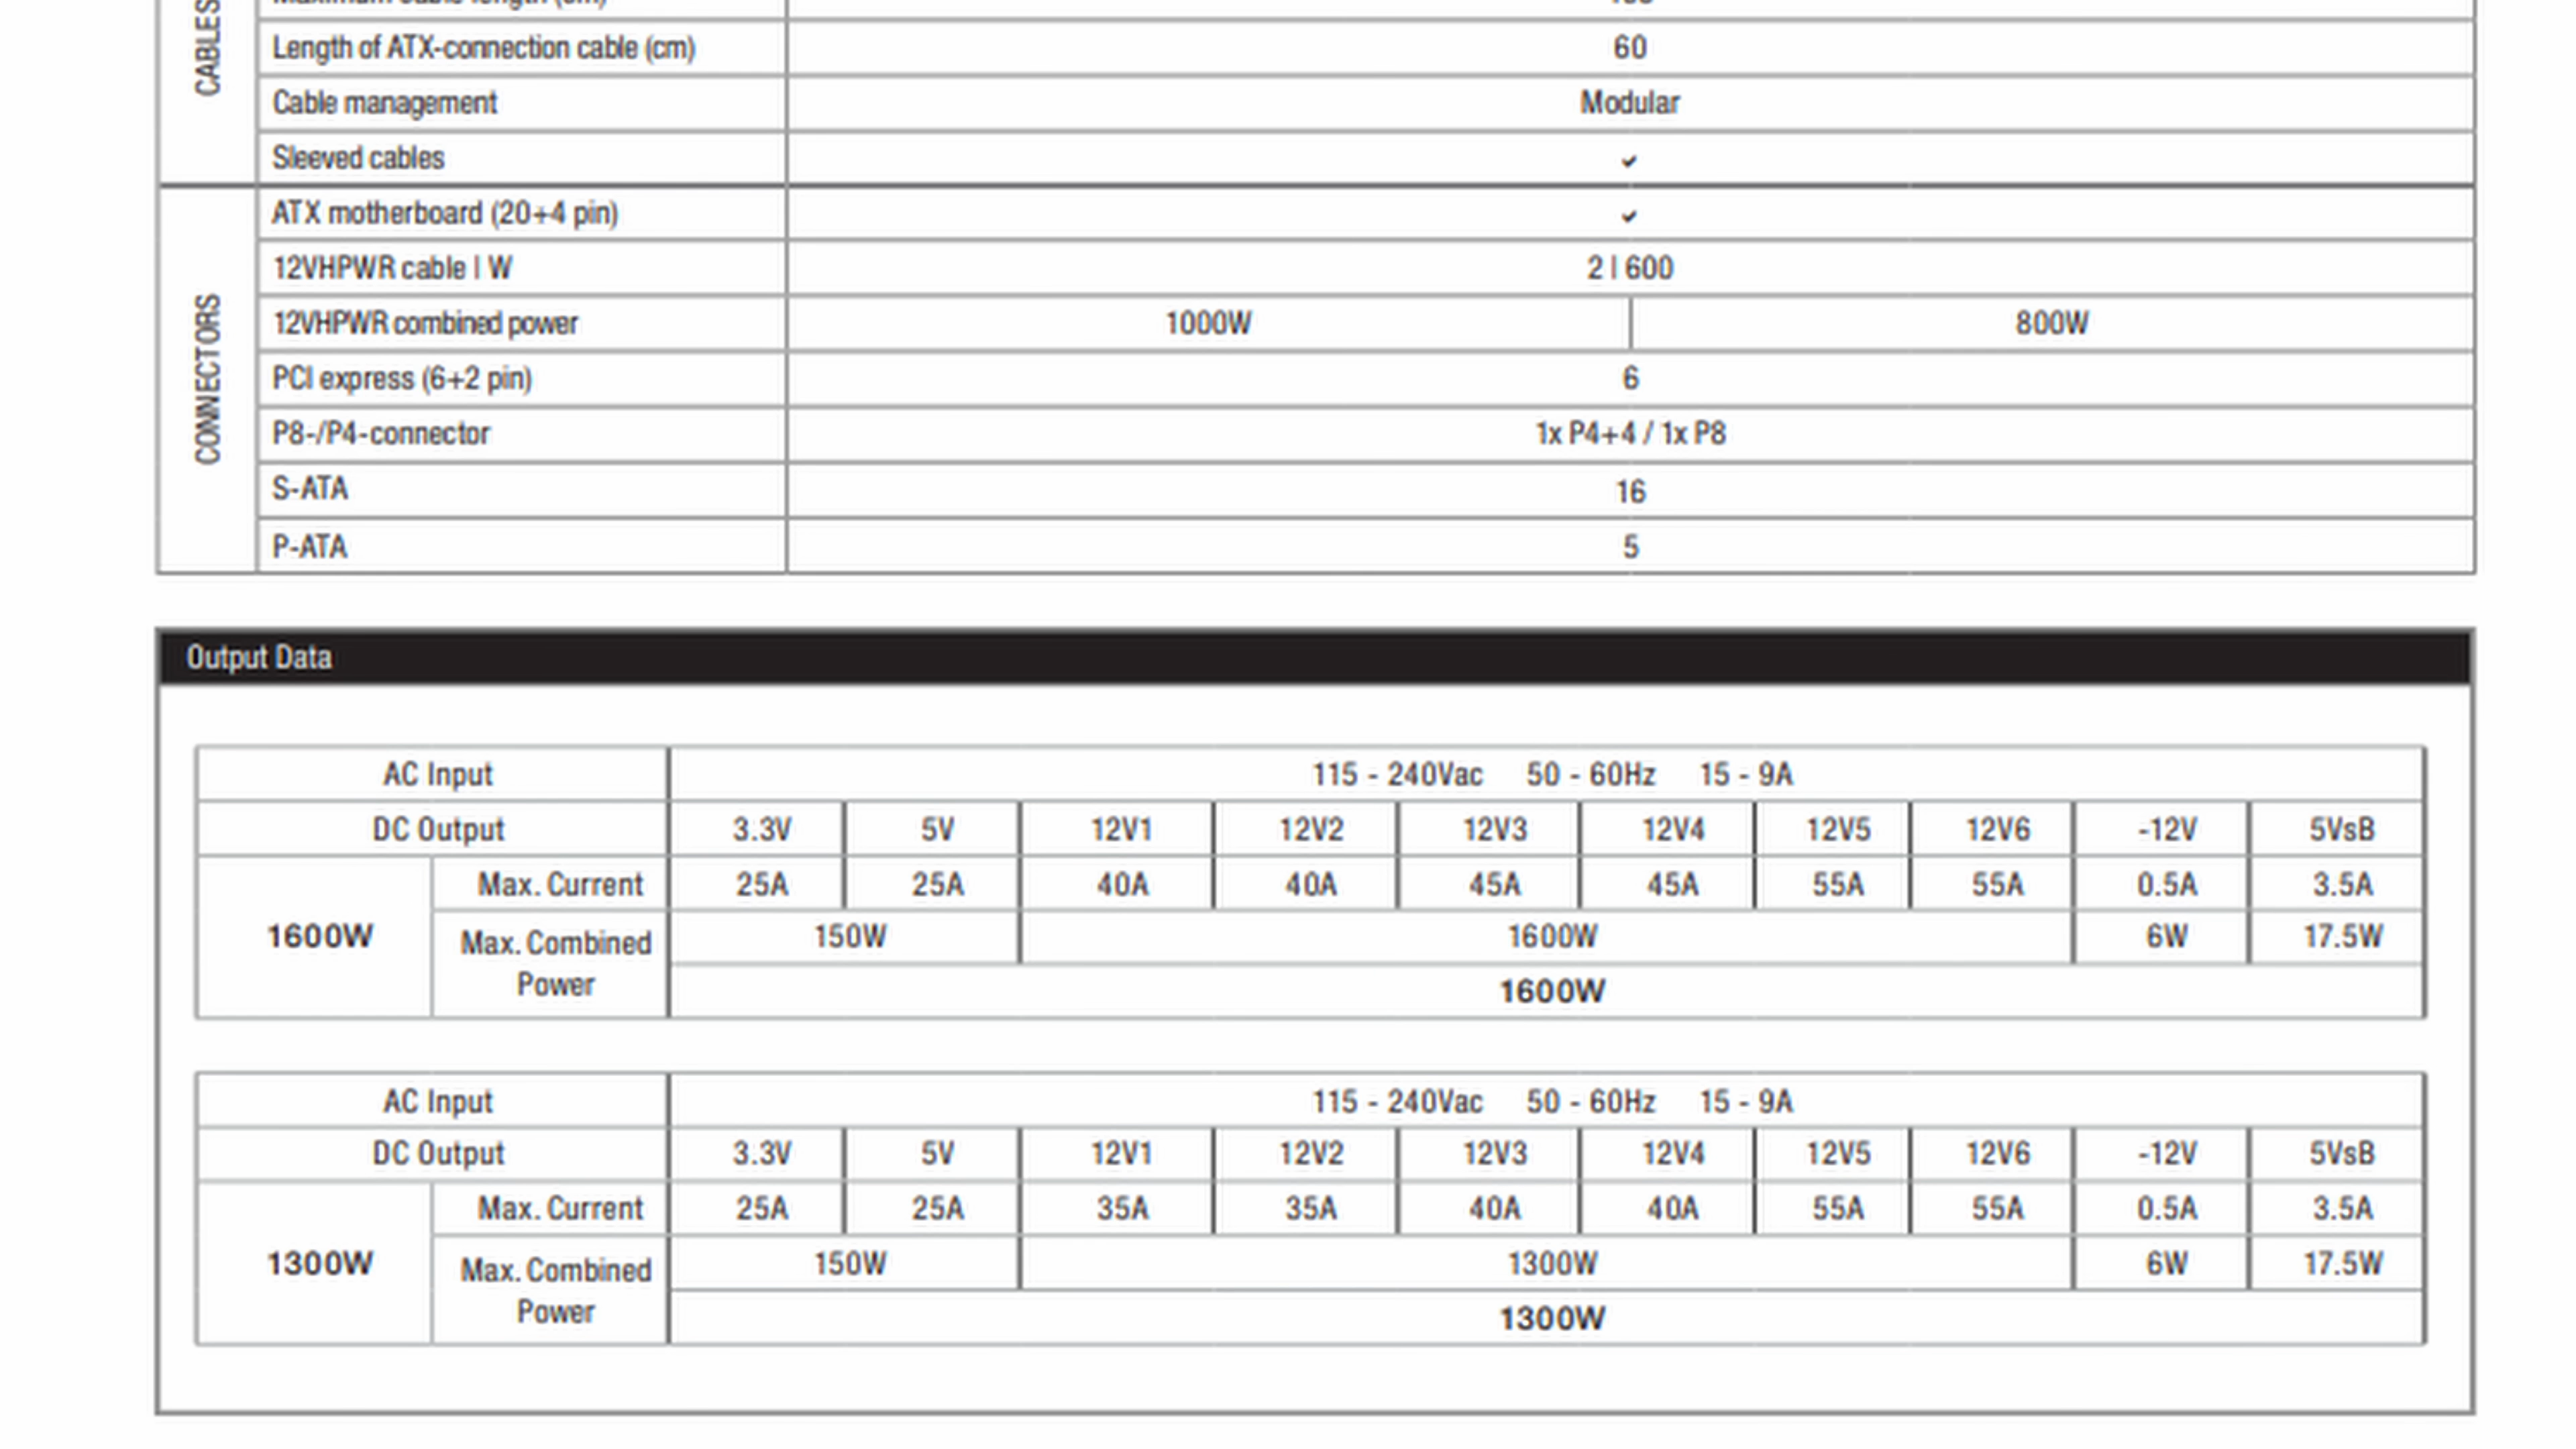 CABLES
Length of ATX-connection cable (cm) 60
Cable management Modular
Sleeved cables ✔
CONNECTORS
ATX motherboard (20+4 pin) ✔
12VHPWR cable | W 2 | 600
12VHPWR combined power 1000W 800W
PCI express (6+2 pin) 6
P8-/P4-connector 1x P4+4 / 1x P8
S-ATA 16
P-ATA 5
Output Data
AC Input 115 - 240Vac 50 - 60Hz 15 - 9A
DC Output 3.3V 5V 12V1 12V2 12V3 12V4 12V5 12V6 -12V 5VsB
1600W
Max. Current 25A 25A 40A 40A 45A 45A 55A 55A 0.5A 3.5A
Max. Combined
Power
150W 1600W 6W 17.5W
1600W
AC Input 115 - 240Vac 50 - 60Hz 15 - 9A
DC Output 3.3V 5V 12V1 12V2 12V3 12V4 12V5 12V6 -12V 5VsB
1300W
Max. Current 25A 25A 35A 35A 40A 40A 55A 55A 0.5A 3.5A
Max. Combined
Power
150W 1300W 6W 17.5W
1300W